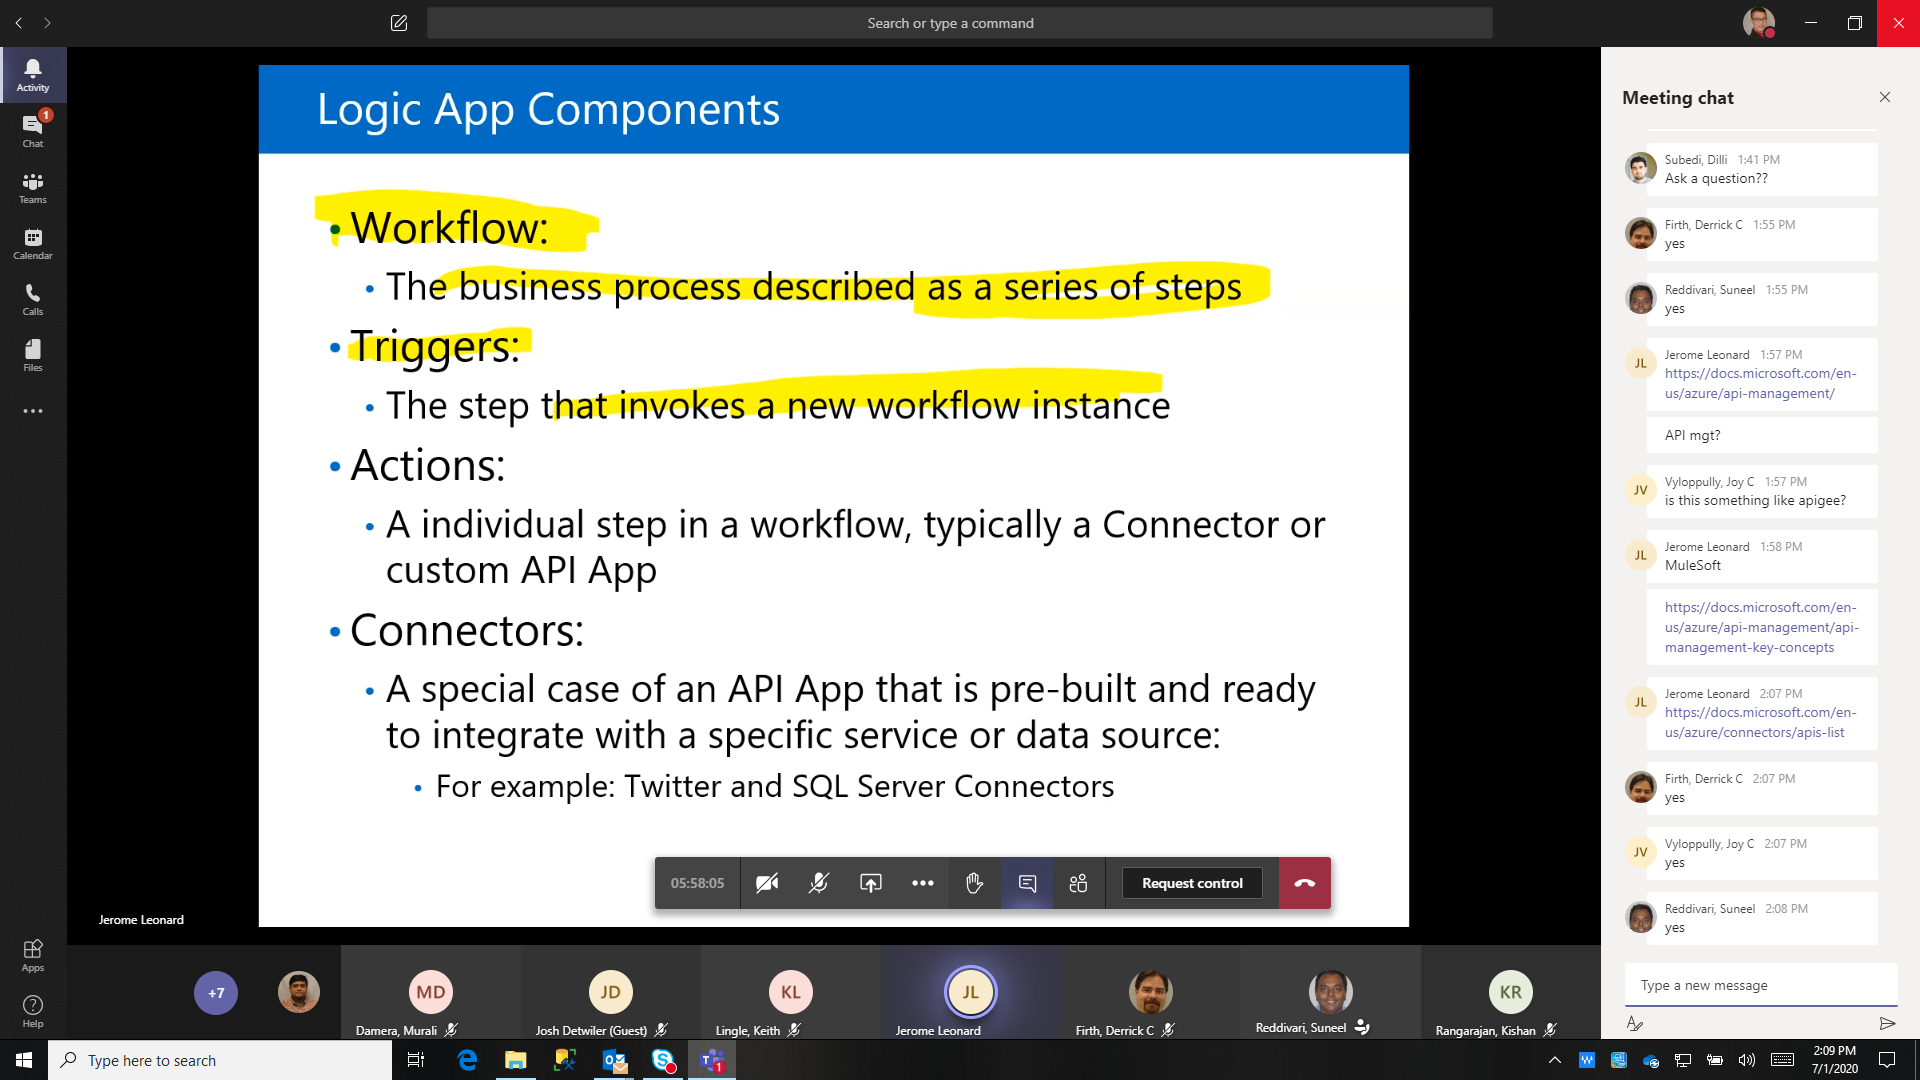 Search or type a command
Activity
1
Chat
Teams
Calendar
Calls
Files
Apps
Help
Logic App Components
• Workflow:
• The business process described as a series of steps
• Triggers:
• The step that invokes a new workflow instance
• Actions:
• A individual step in a workflow, typically a Connector or
custom API App
• Connectors:
• A special case of an API App that is pre-built and ready
to integrate with a specific service or data source:
• For example: Twitter and SQL Server Connectors
05:58:05
Request control
Jerome Leonard
+7
MD
Damera, Murali
JD
Josh Detwiler (Guest)
KL
Lingle, Keith
JL
Jerome Leonard
Firth, Derrick C
Reddivari, Suneel
KR
Rangarajan, Kishan
Meeting chat
Subedi, Dilli 1:41 PM
Ask a question??
Firth, Derrick C 1:55 PM
yes
Reddivari, Suneel 1:55 PM
yes
JL
Jerome Leonard 1:57 PM
https://docs.microsoft.com/en-
us/azure/api-management/
API mgt?
JV
Vyloppully, Joy C 1:57 PM
is this something like apigee?
JL
Jerome Leonard 1:58 PM
MuleSoft
https://docs.microsoft.com/en-
us/azure/api-management/api-
management-key-concepts
JL
Jerome Leonard 2:07 PM
https://docs.microsoft.com/en-
us/azure/connectors/apis-list
Firth, Derrick C 2:07 PM
yes
JV
Vyloppully, Joy C 2:07 PM
yes
Reddivari, Suneel 2:08 PM
yes
Type a new message
Type here to search
2:09 PM
7/1/2020